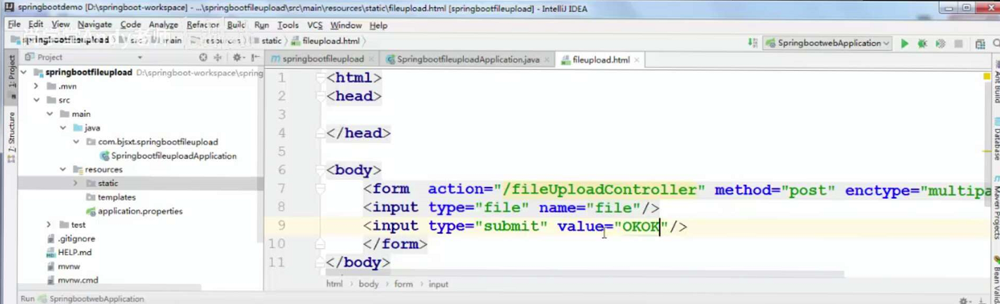 springbootdemo [D:\springboot-workspace] - ...\springbootfileupload\src\main\resources\static\fileupload.html [springbootfileupload] - IntelliJ IDEA
File Edit View Navigate Code Analyze Refactor Build Run Tools VCS Window Help
springbootfileupload src main resources static fileupload.html SpringbootwebApplication
Project
springbootfileupload SpringbootfileuploadApplication.java fileupload.html
1: Project
7: Structure
springbootfileupload D:\springboot-workspace\spring
.mvn
src
main
java
com.bjsxt.springbootfileupload
SpringbootfileuploadApplication
resources
static
templates
application.properties
test
.gitignore
HELP.md
mvnw
mvnw.cmd
1 <html>
2 <head>
3
4 </head>
5
6 <body>
7 <form action="/fileUploadController" method="post" enctype="multipa
8 <input type="file" name="file"/>
9 <input type="submit" value="OKOK"/>
10 </form>
11 </body>
html body form input
Ant Build
Database
Maven Projects
Bean Valid
Run SpringbootwebApplication